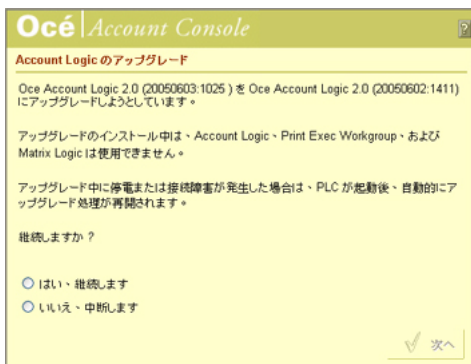 Océ Account Console
?
Account Logic のアップグレード
Oce Account Logic 2.0 (20050603:1025 ) を Oce Account Logic 2.0 (20050602:1411)
にアップグレードしようとしています。
アップグレードのインストール中は、Account Logic、Print Exec Workgroup、および
Matrix Logic は使用できません。
アップグレード中に停電または接続障害が発生した場合は、PLC が起動後、自動的にア
ップグレード処理が再開されます。
継続しますか ?
はい、継続します
いいえ、中断します
次へ